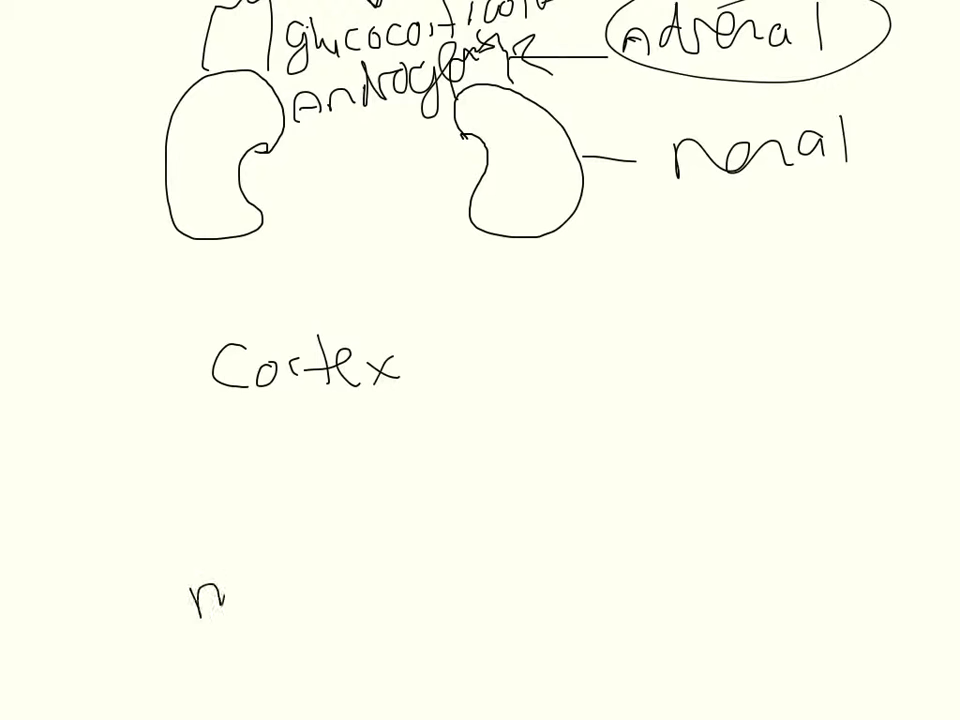 glucocorticoid
Adrenal
Androgens
renal
Cortex
n